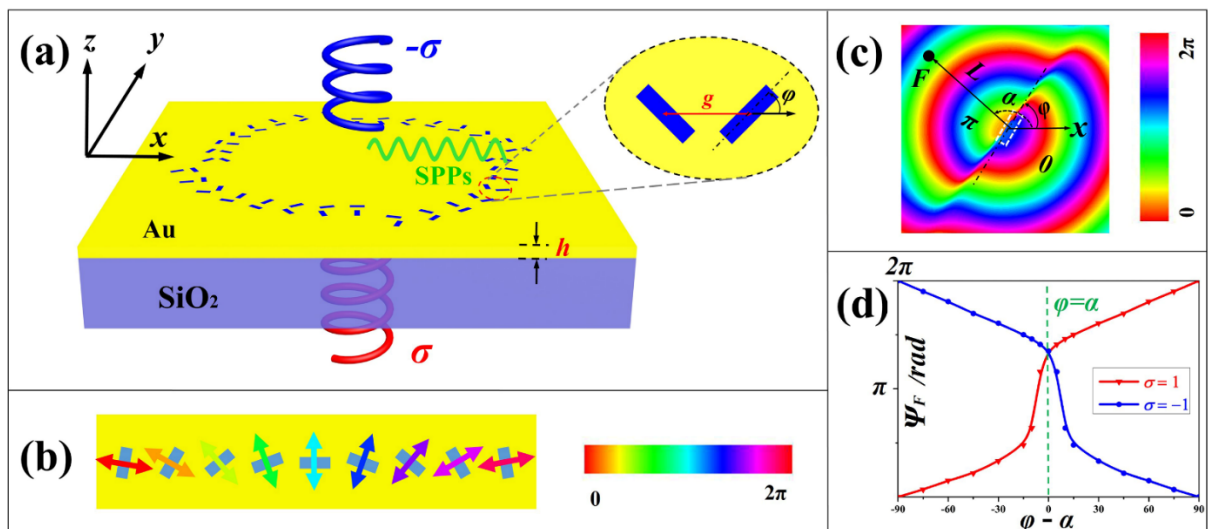 (a)
z
y
x
-σ
SPPs
g
φ
Au
h
SiO₂
σ
(b)
0
2π
(c)
F
L
α
φ
π
x
0
2π
0
(d)
2π
π
Ψ_F /rad
φ=α
σ = 1
σ = -1
-90 -60 -30 0 30 60 90
φ - α